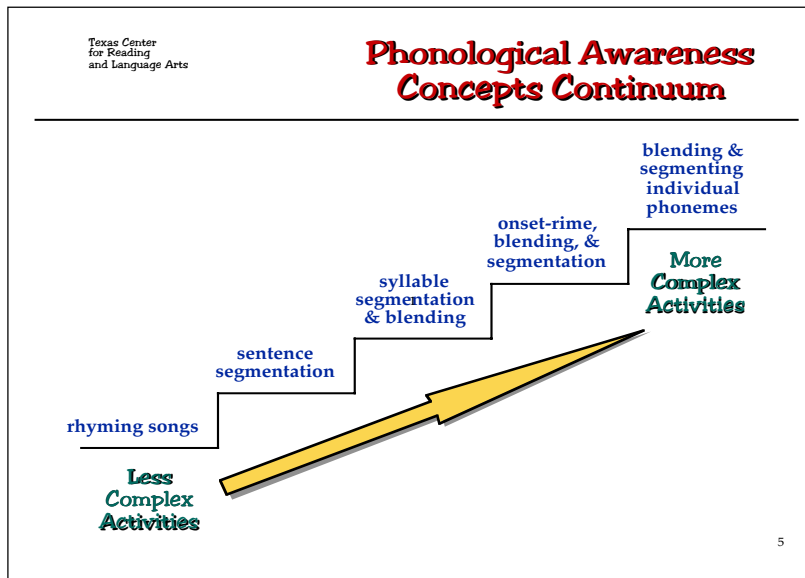 Texas Center
for Reading
and Language Arts
Phonological Awareness
Concepts Continuum
rhyming songs
sentence
segmentation
syllable
segmentation
& blending
onset-rime,
blending, &
segmentation
blending &
segmenting
individual
phonemes
Less
Complex
Activities
More
Complex
Activities
5